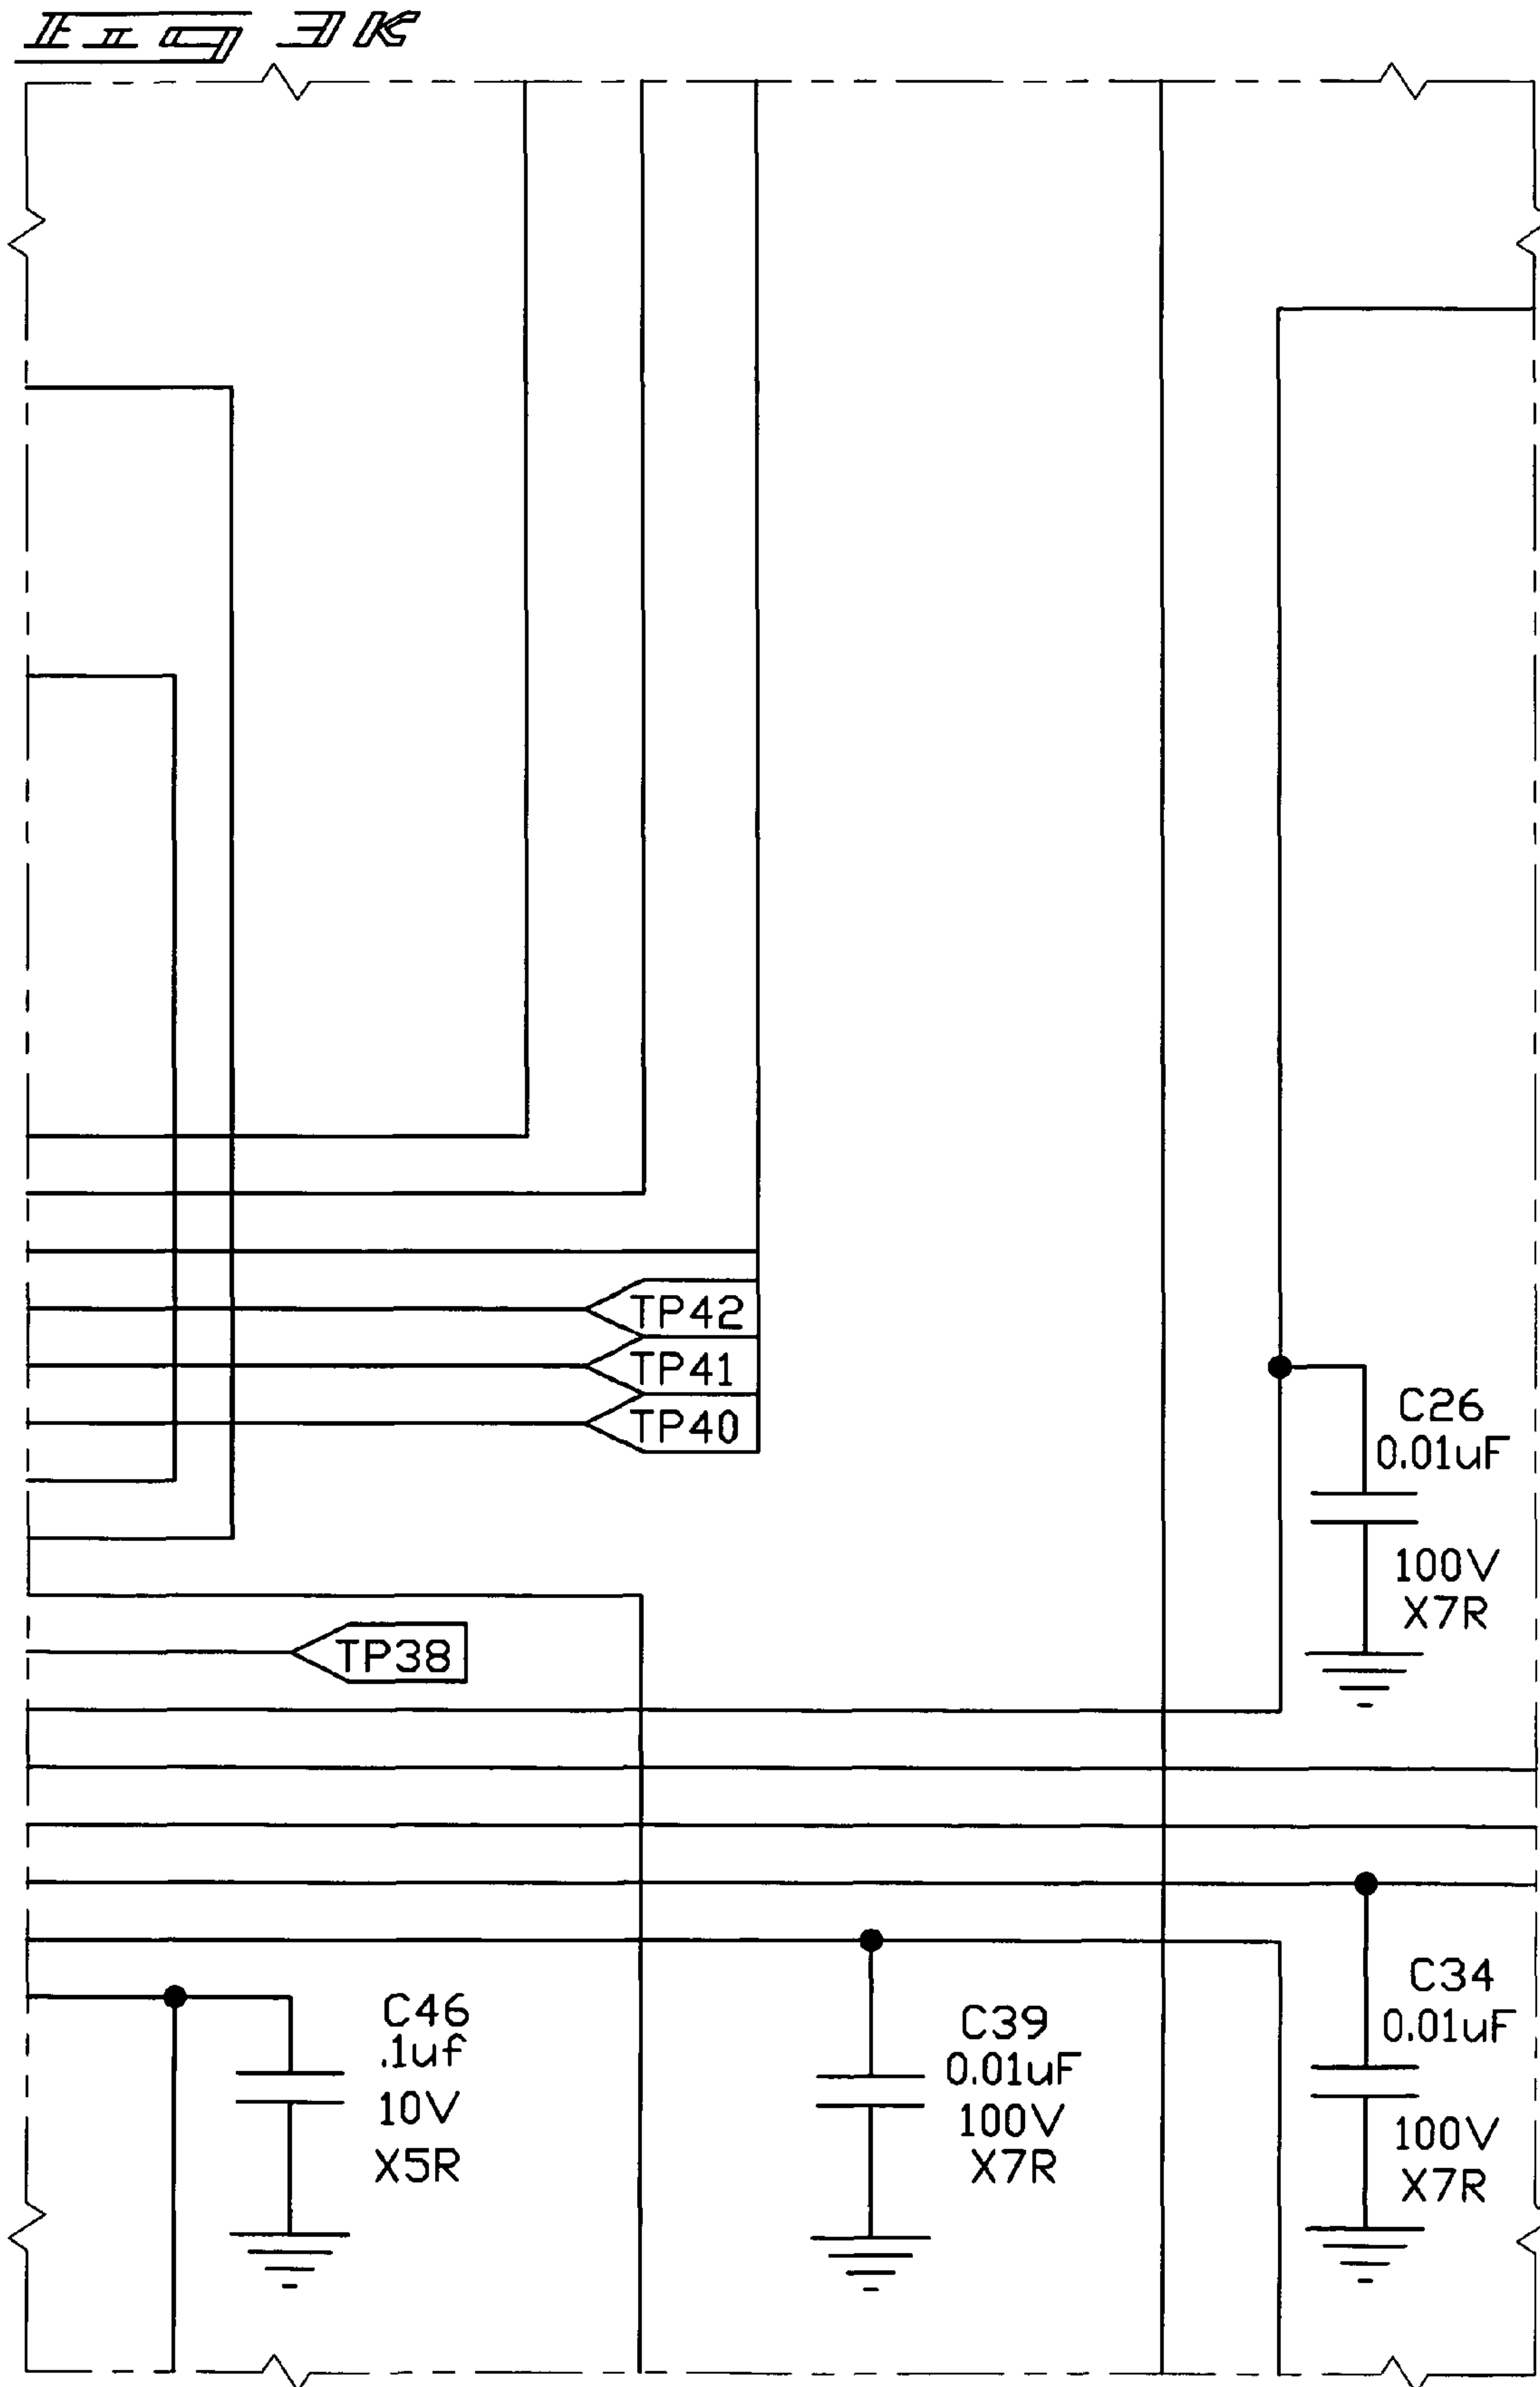 Fig 3K
TP42
TP41
TP40
C26
0.01uF
100V
X7R
TP38
C46
.1uf
10V
X5R
C39
0.01uF
100V
X7R
C34
0.01uF
100V
X7R